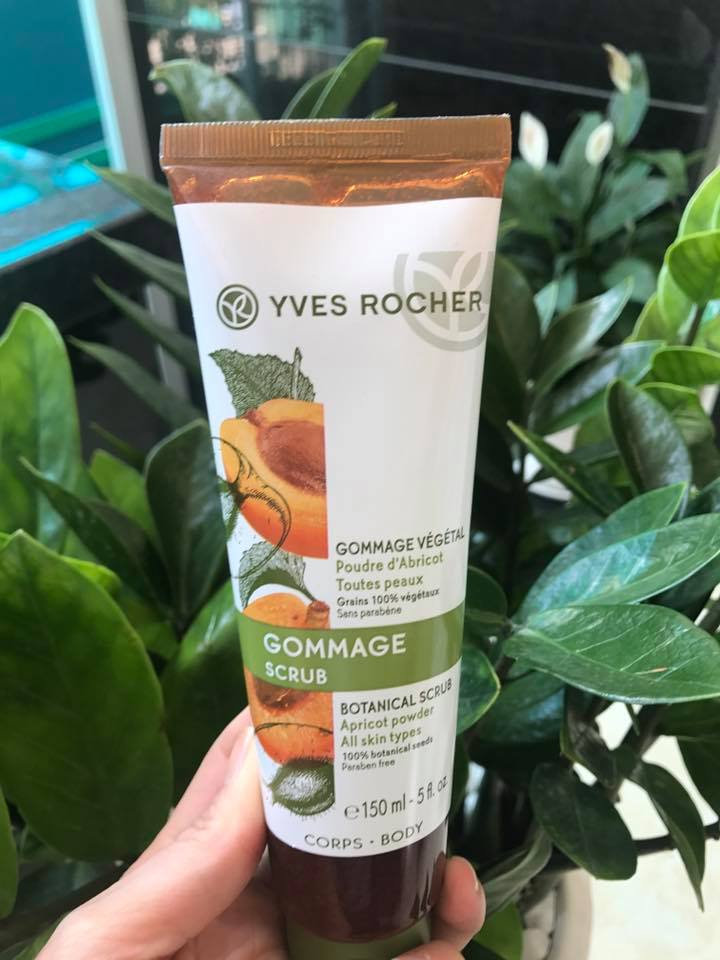 YVES ROCHER
GOMMAGE VÉGÉTAL
Poudre d'Abricot
Toutes peaux
Grains 100% végétaux
Sans parabène
GOMMAGE
SCRUB
BOTANICAL SCRUB
Apricot powder
All skin types
100% botanical seeds
Paraben free
℮150 ml - 5 fl. oz
CORPS • BODY